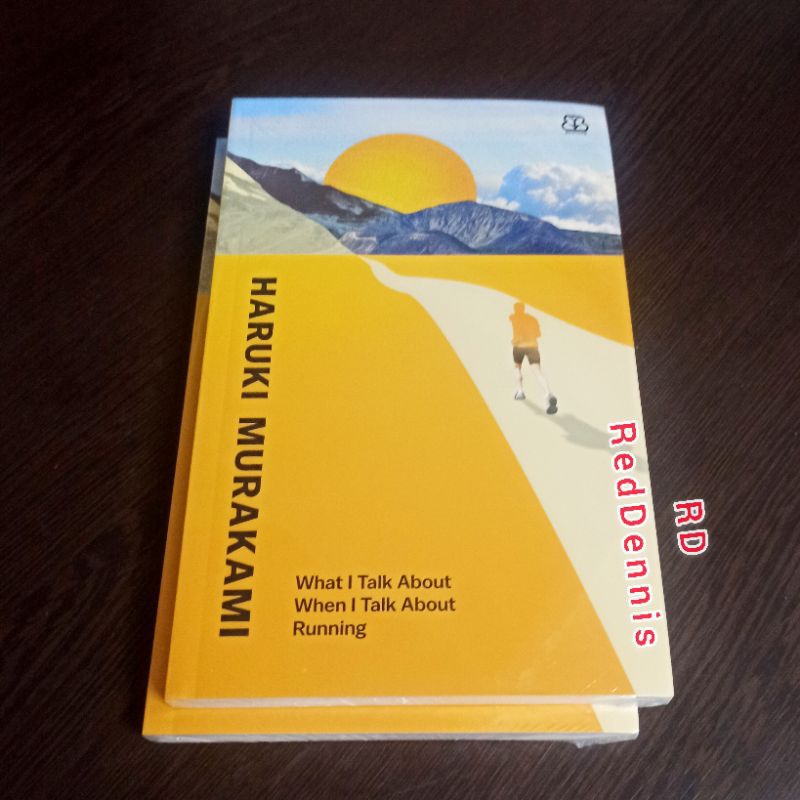 HARUKI MURAKAMI
What I Talk About
When I Talk About
Running
RedDennis
RD